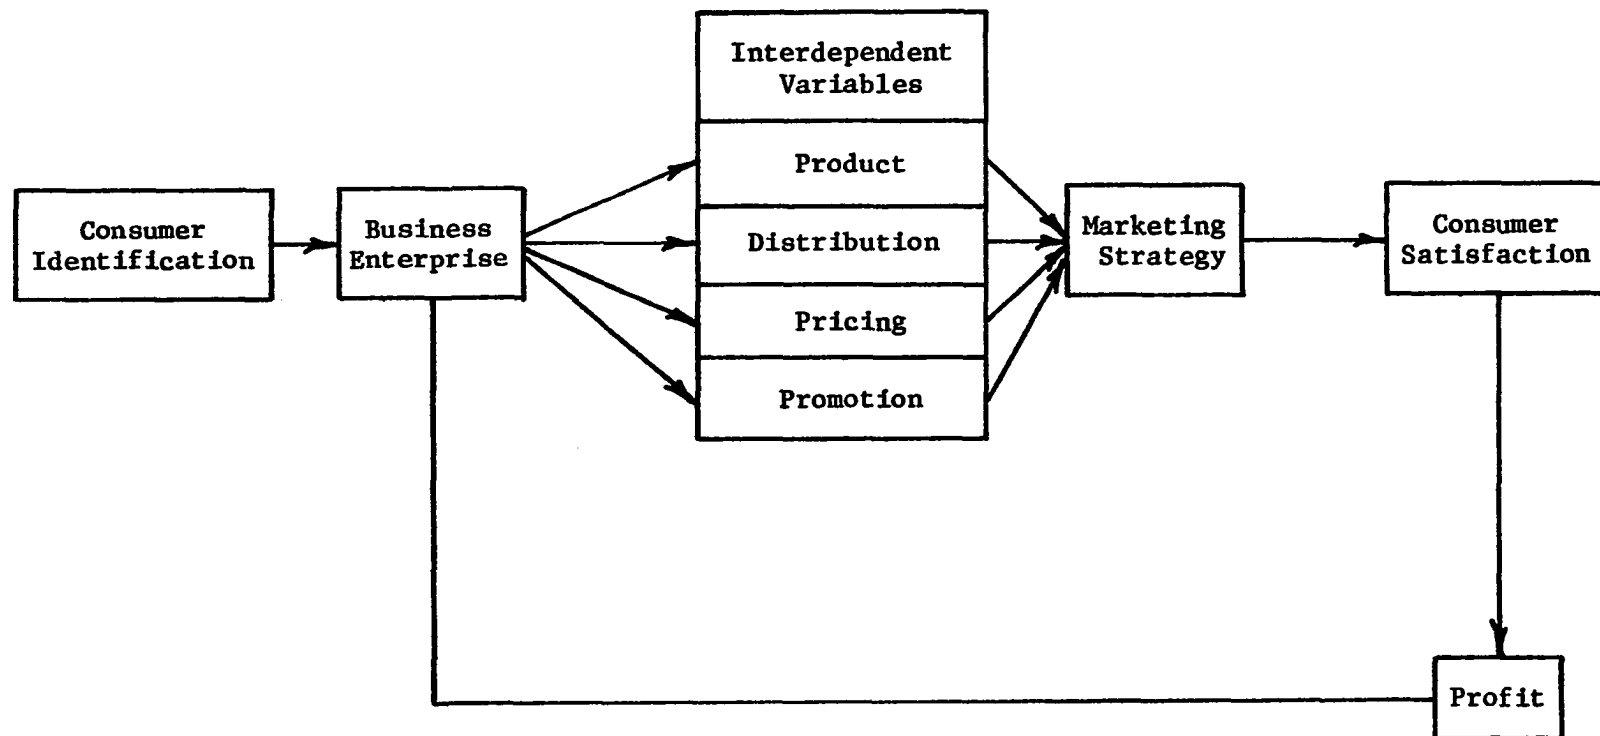 Interdependent
Variables
Product
Distribution
Pricing
Promotion
Consumer
Identification
Business
Enterprise
Marketing
Strategy
Consumer
Satisfaction
Profit